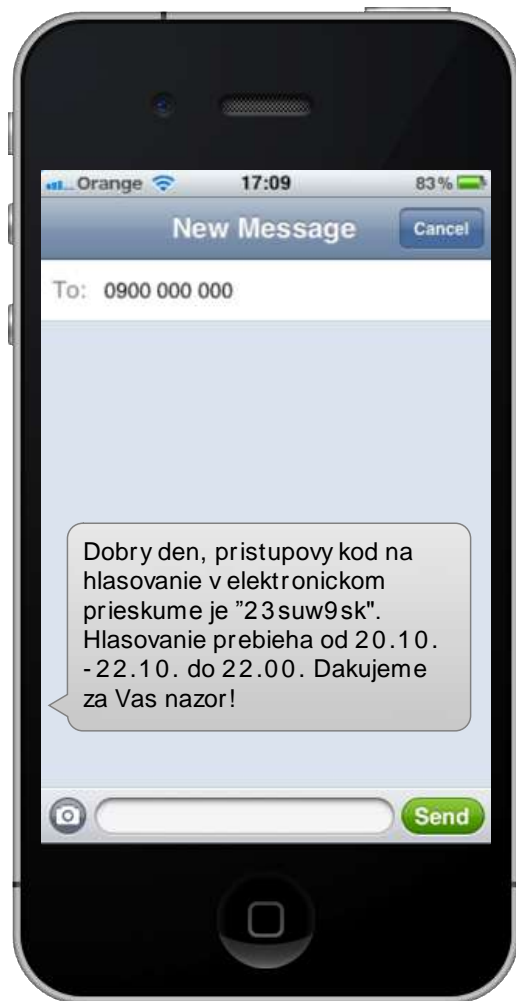 Orange 17:09 83%
New Message Cancel
To: 0900 000 000
Dobry den, pristupovy kod na
hlasovanie v elektronickom
prieskume je ”23suw9sk".
Hlasovanie prebieha od 20.10.
-22.10. do 22.00. Dakujeme
za Vas nazor!
Send